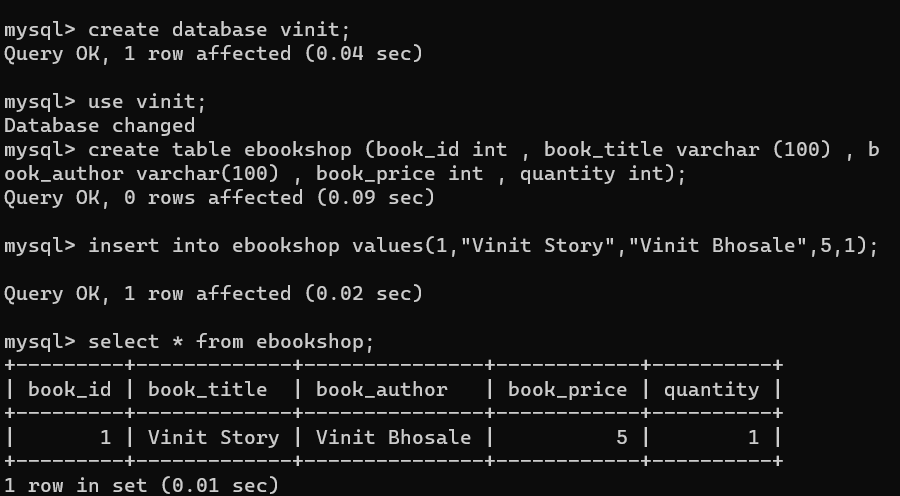 mysql> create database vinit;
Query OK, 1 row affected (0.04 sec)
mysql> use vinit;
Database changed
mysql> create table ebookshop (book_id int , book_title varchar (100) , b
ook_author varchar(100) , book_price int , quantity int);
Query OK, 0 rows affected (0.09 sec)
mysql> insert into ebookshop values(1,"Vinit Story","Vinit Bhosale",5,1);
Query OK, 1 row affected (0.02 sec)
mysql> select * from ebookshop;
+---------+-------------+---------------+------------+----------+
| book_id | book_title  | book_author   | book_price | quantity |
+---------+-------------+---------------+------------+----------+
|       1 | Vinit Story | Vinit Bhosale |          5 |        1 |
+---------+-------------+---------------+------------+----------+
1 row in set (0.01 sec)